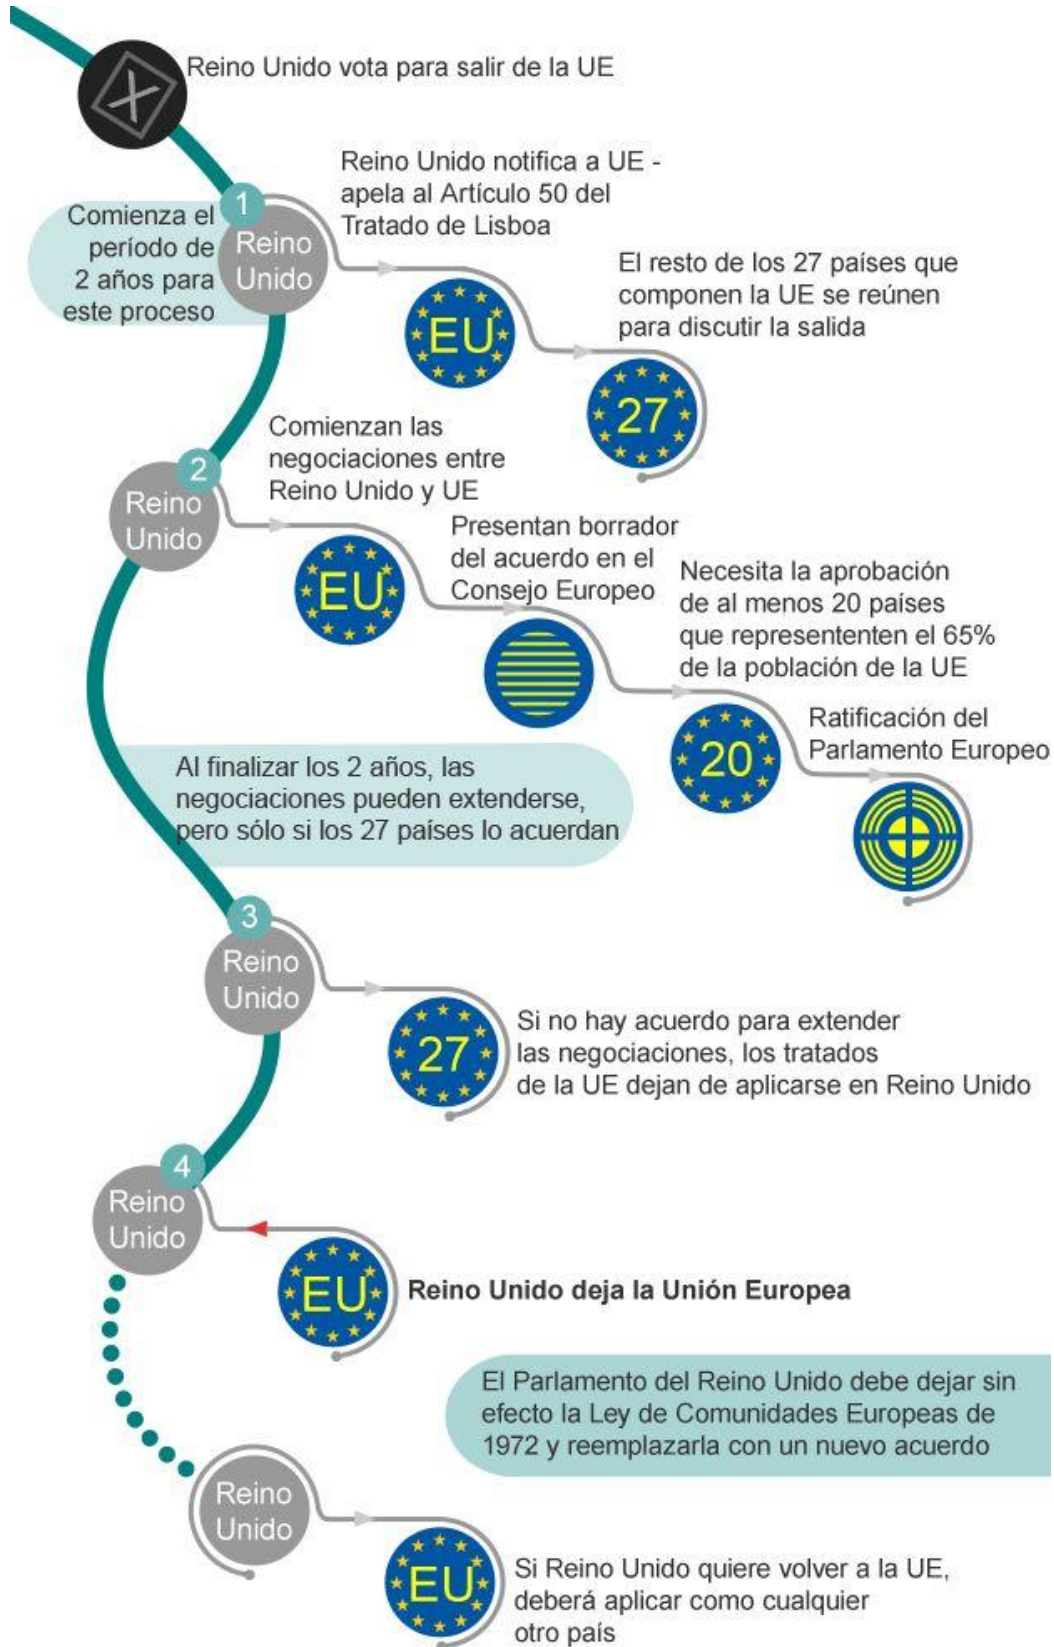 Reino Unido vota para salir de la UE
Reino Unido notifica a UE -
apela al Artículo 50 del
Tratado de Lisboa
1
Reino
Unido
Comienza el
período de
2 años para
este proceso
EU
El resto de los 27 países que
componen la UE se reúnen
para discutir la salida
27
2
Reino
Unido
Comienzan las
negociaciones entre
Reino Unido y UE
EU
Presentan borrador
del acuerdo en el
Consejo Europeo
Necesita la aprobación
de al menos 20 países
que represententen el 65%
de la población de la UE
20
Ratificación del
Parlamento Europeo
Al finalizar los 2 años, las
negociaciones pueden extenderse,
pero sólo si los 27 países lo acuerdan
3
Reino
Unido
27
Si no hay acuerdo para extender
las negociaciones, los tratados
de la UE dejan de aplicarse en Reino Unido
4
Reino
Unido
EU
Reino Unido deja la Unión Europea
El Parlamento del Reino Unido debe dejar sin
efecto la Ley de Comunidades Europeas de
1972 y reemplazarla con un nuevo acuerdo
Reino
Unido
EU
Si Reino Unido quiere volver a la UE,
deberá aplicar como cualquier
otro país